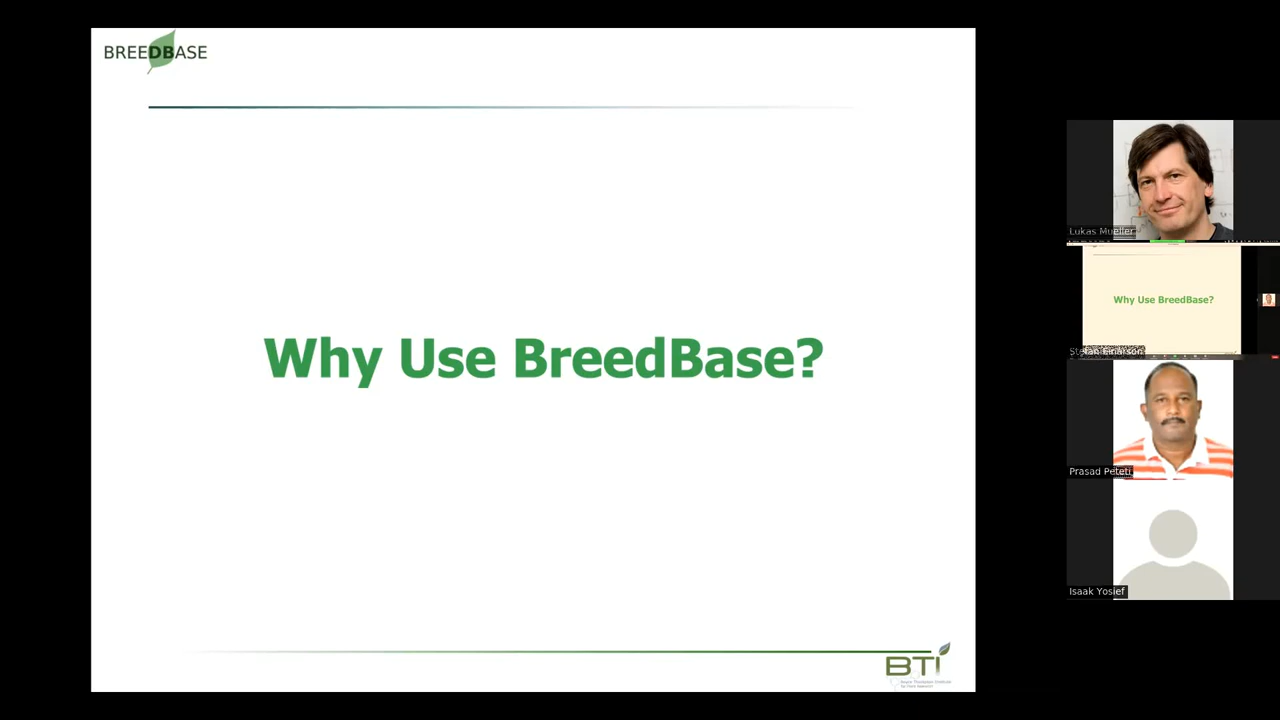 BREEDBASE
Why Use BreedBase?
BTI
Lukas Mueller
Why Use BreedBase?
Prasad Peteti
Isaak Yosief